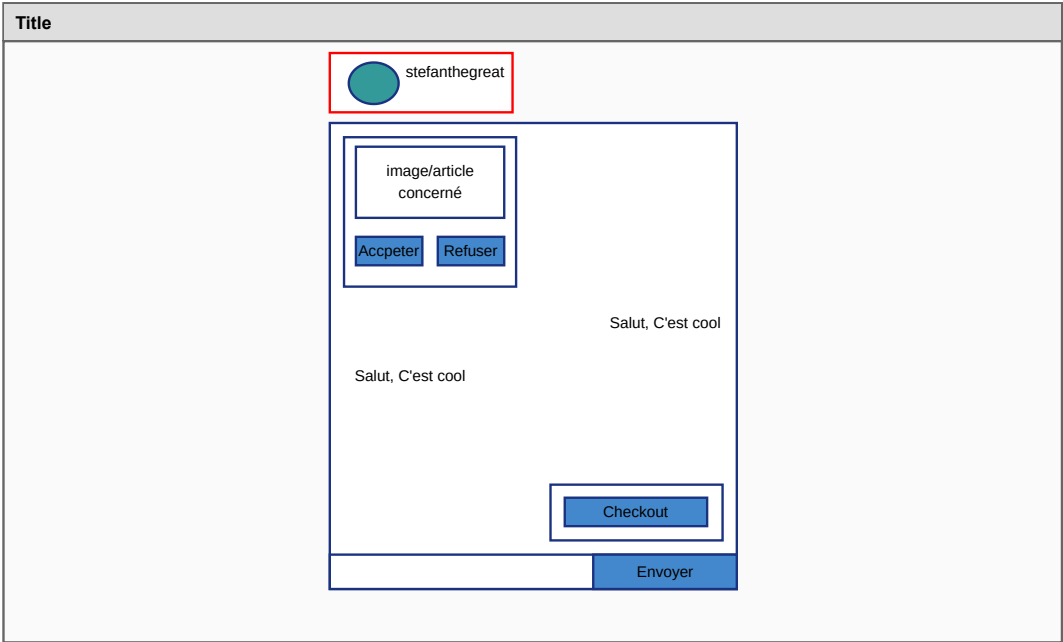 Title
stefanthegreat
image/article
concerné
Accpeter
Refuser
Salut, C'est cool
Salut, C'est cool
Checkout
Envoyer